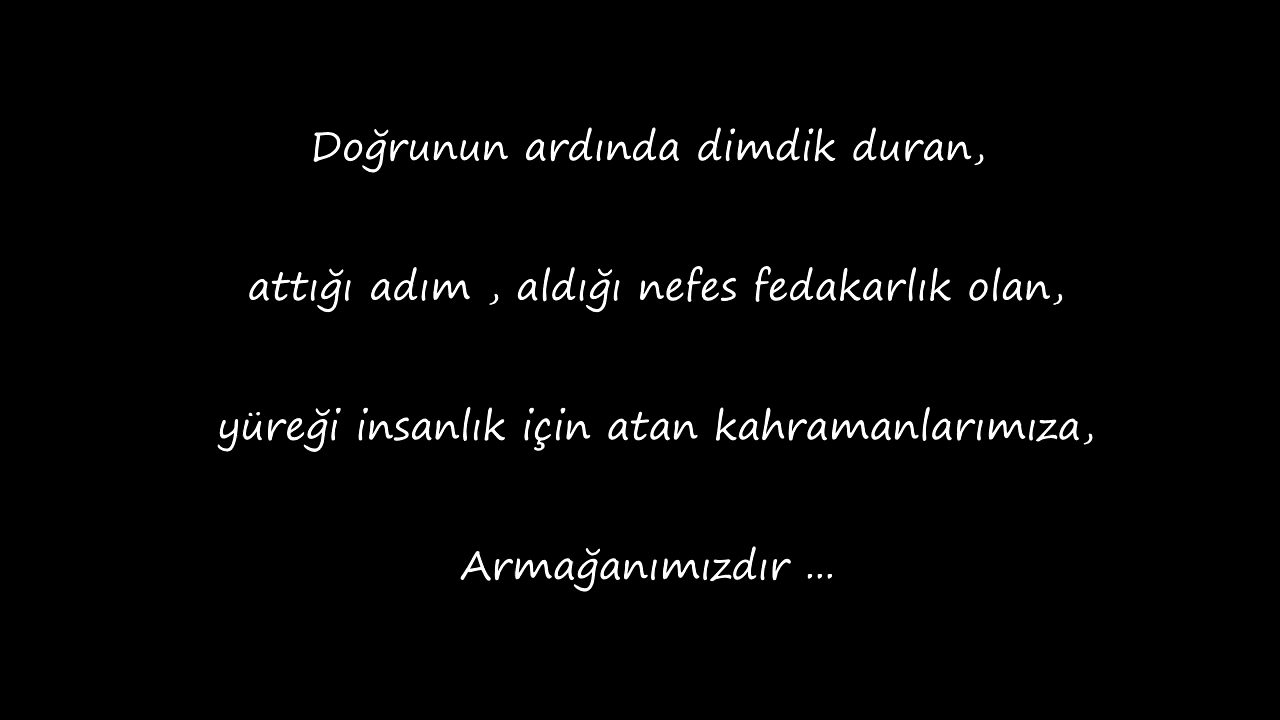 Doğrunun ardında dimdik duran,
attığı adım , aldığı nefes fedakarlık olan,
yüreği insanlık için atan kahramanlarımıza,
Armağanımızdır ...